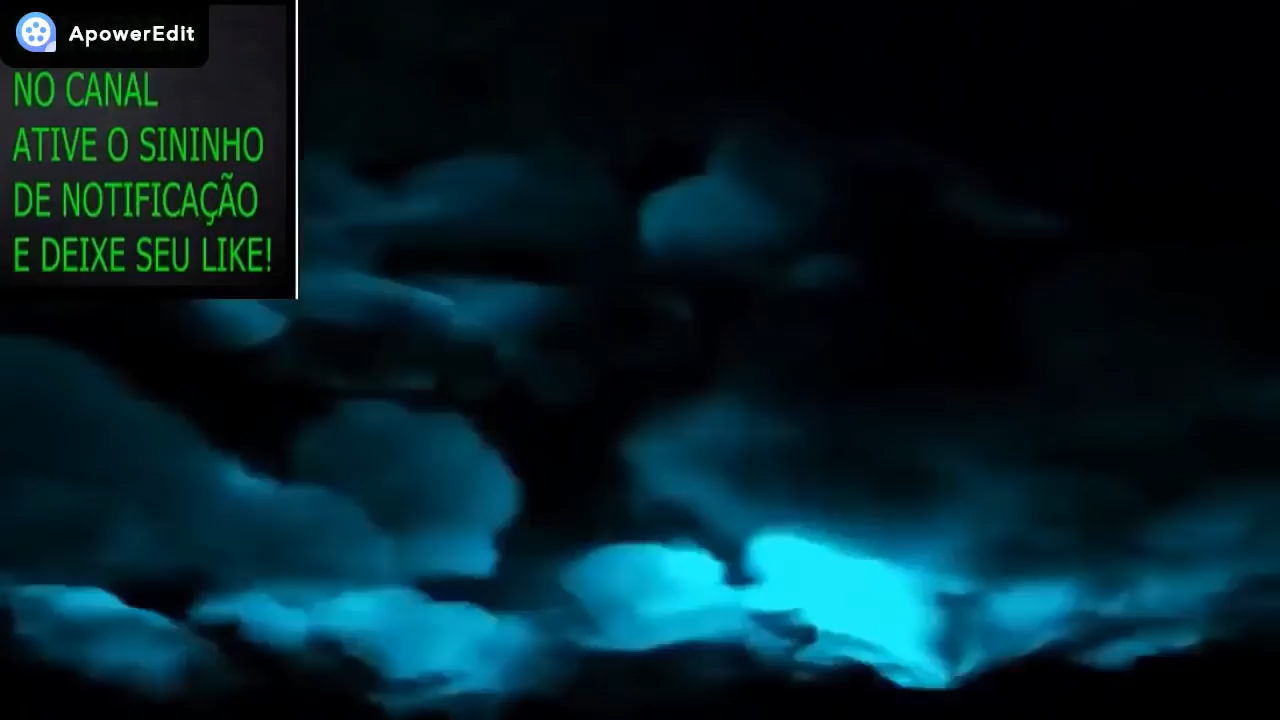 ApowerEdit
NO CANAL
ATIVE O SININHO
DE NOTIFICAÇÃO
E DEIXE SEU LIKE!